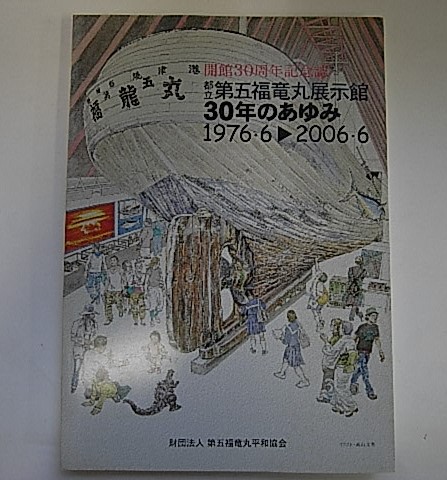 開館30周年記念誌
都立 第五福竜丸展示館
30年のあゆみ
1976・6▶2006・6
焼津港
第五福龍丸
財団法人 第五福竜丸平和協会